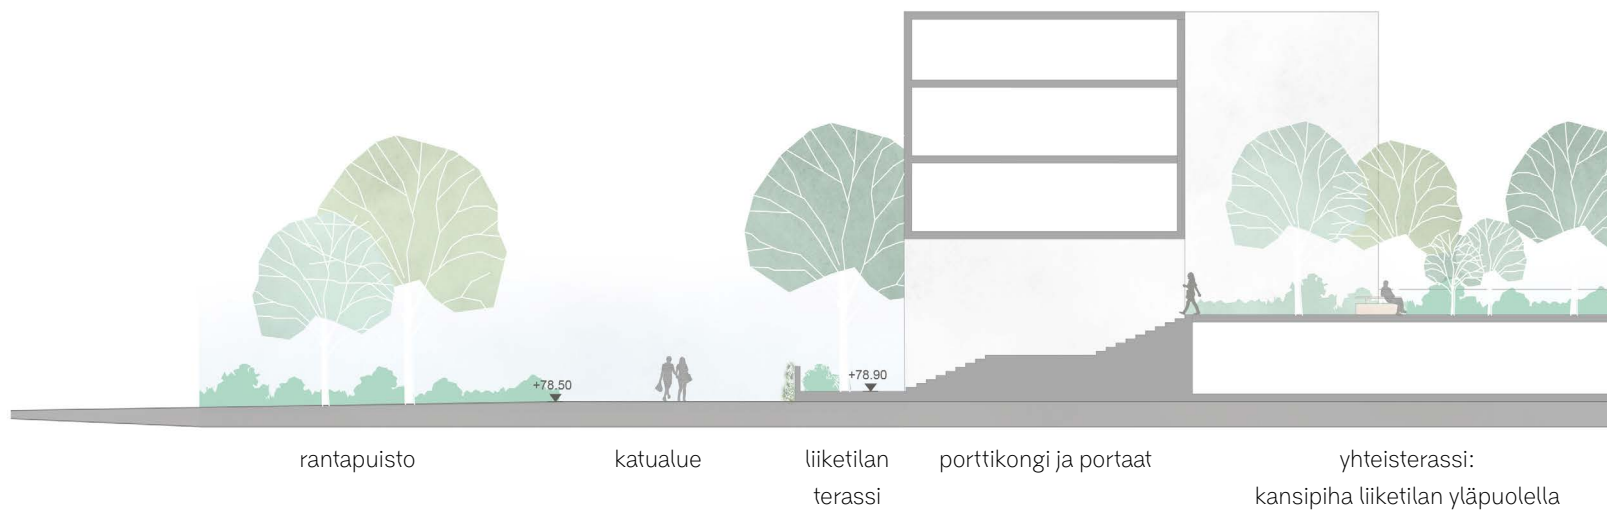 +78.50
+78.90
rantapuisto
katualue
liiketilan
terassi
porttikongi ja portaat
yhteisterassi:
kansipiha liiketilan yläpuolella